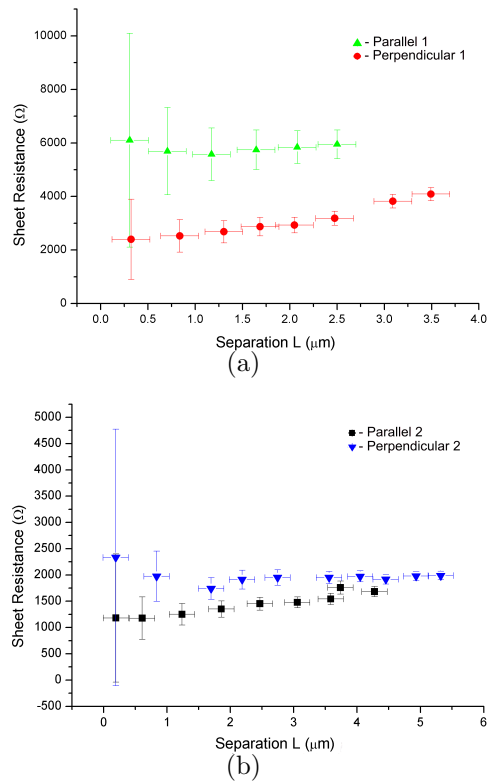 10000
8000
6000
4000
2000
0
Sheet Resistance (Ω)
- Parallel 1
- Perpendicular 1
0.0 0.5 1.0 1.5 2.0 2.5 3.0 3.5 4.0
Separation L (μm)
(a)
5000
4500
4000
3500
3000
2500
2000
1500
1000
500
0
-500
Sheet Resistance (Ω)
- Parallel 2
- Perpendicular 2
0 1 2 3 4 5 6
Separation L (μm)
(b)